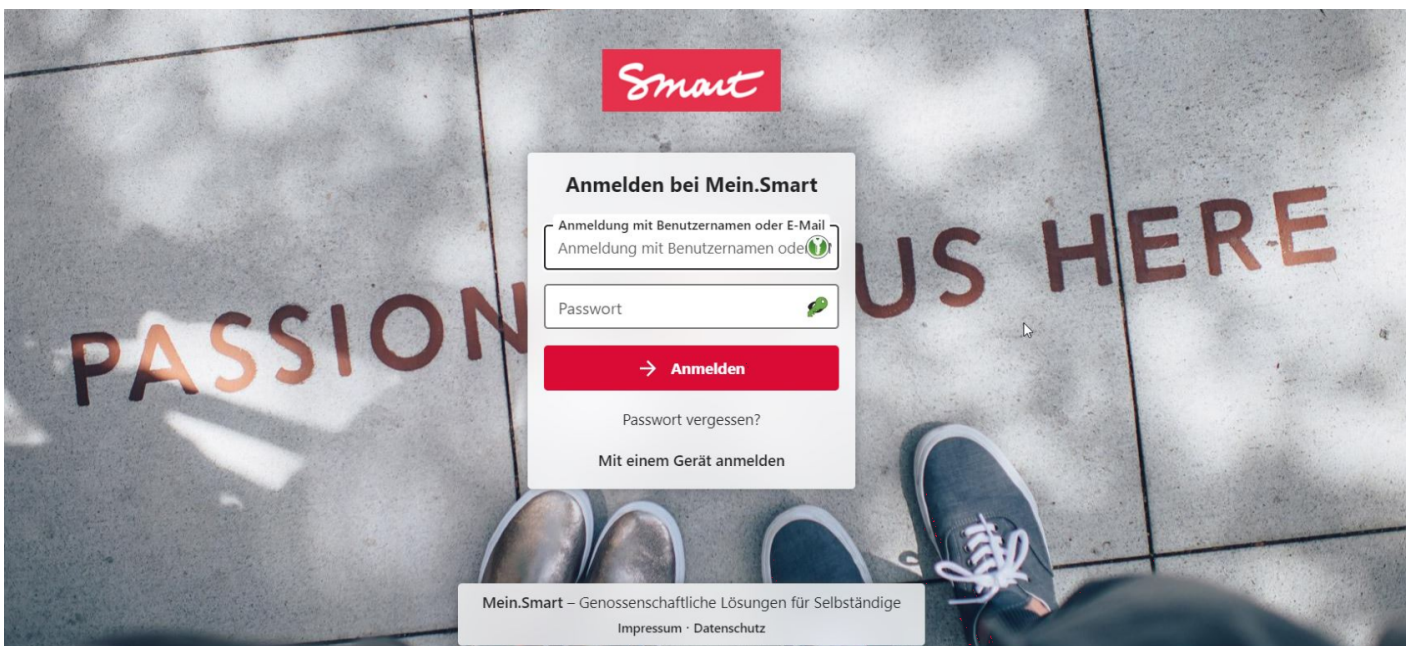 Smart
Anmelden bei Mein.Smart
Anmeldung mit Benutzernamen oder E-Mail
Anmeldung mit Benutzernamen oder
Passwort
Anmelden
Passwort vergessen?
Mit einem Gerät anmelden
PASSION US HERE
Mein.Smart – Genossenschaftliche Lösungen für Selbständige
Impressum · Datenschutz